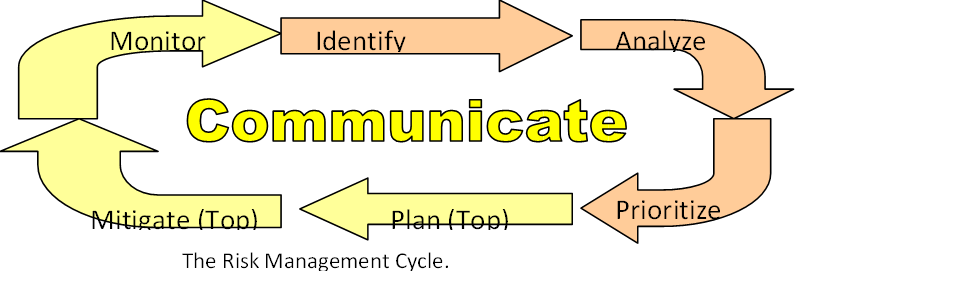 Monitor
Identify
Analyze
Communicate
Prioritize
Plan (Top)
Mitigate (Top)
The Risk Management Cycle.